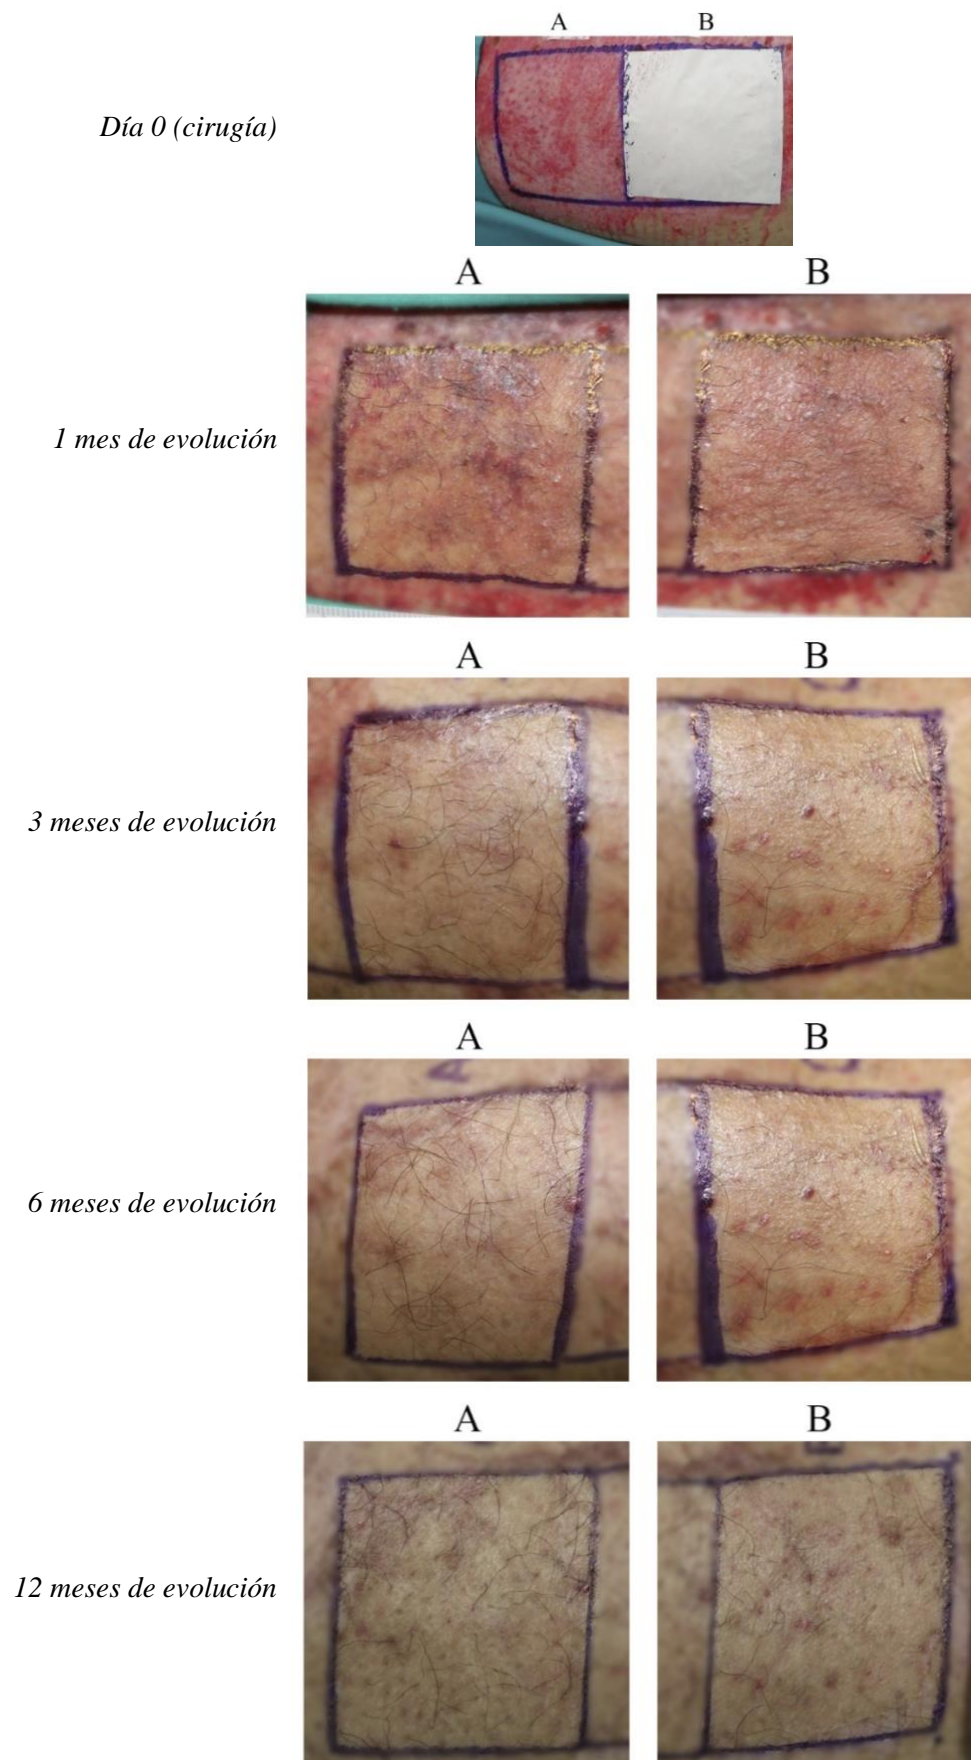 A B
Día 0 (cirugía)
A B
1 mes de evolución
A B
3 meses de evolución
A B
6 meses de evolución
A B
12 meses de evolución